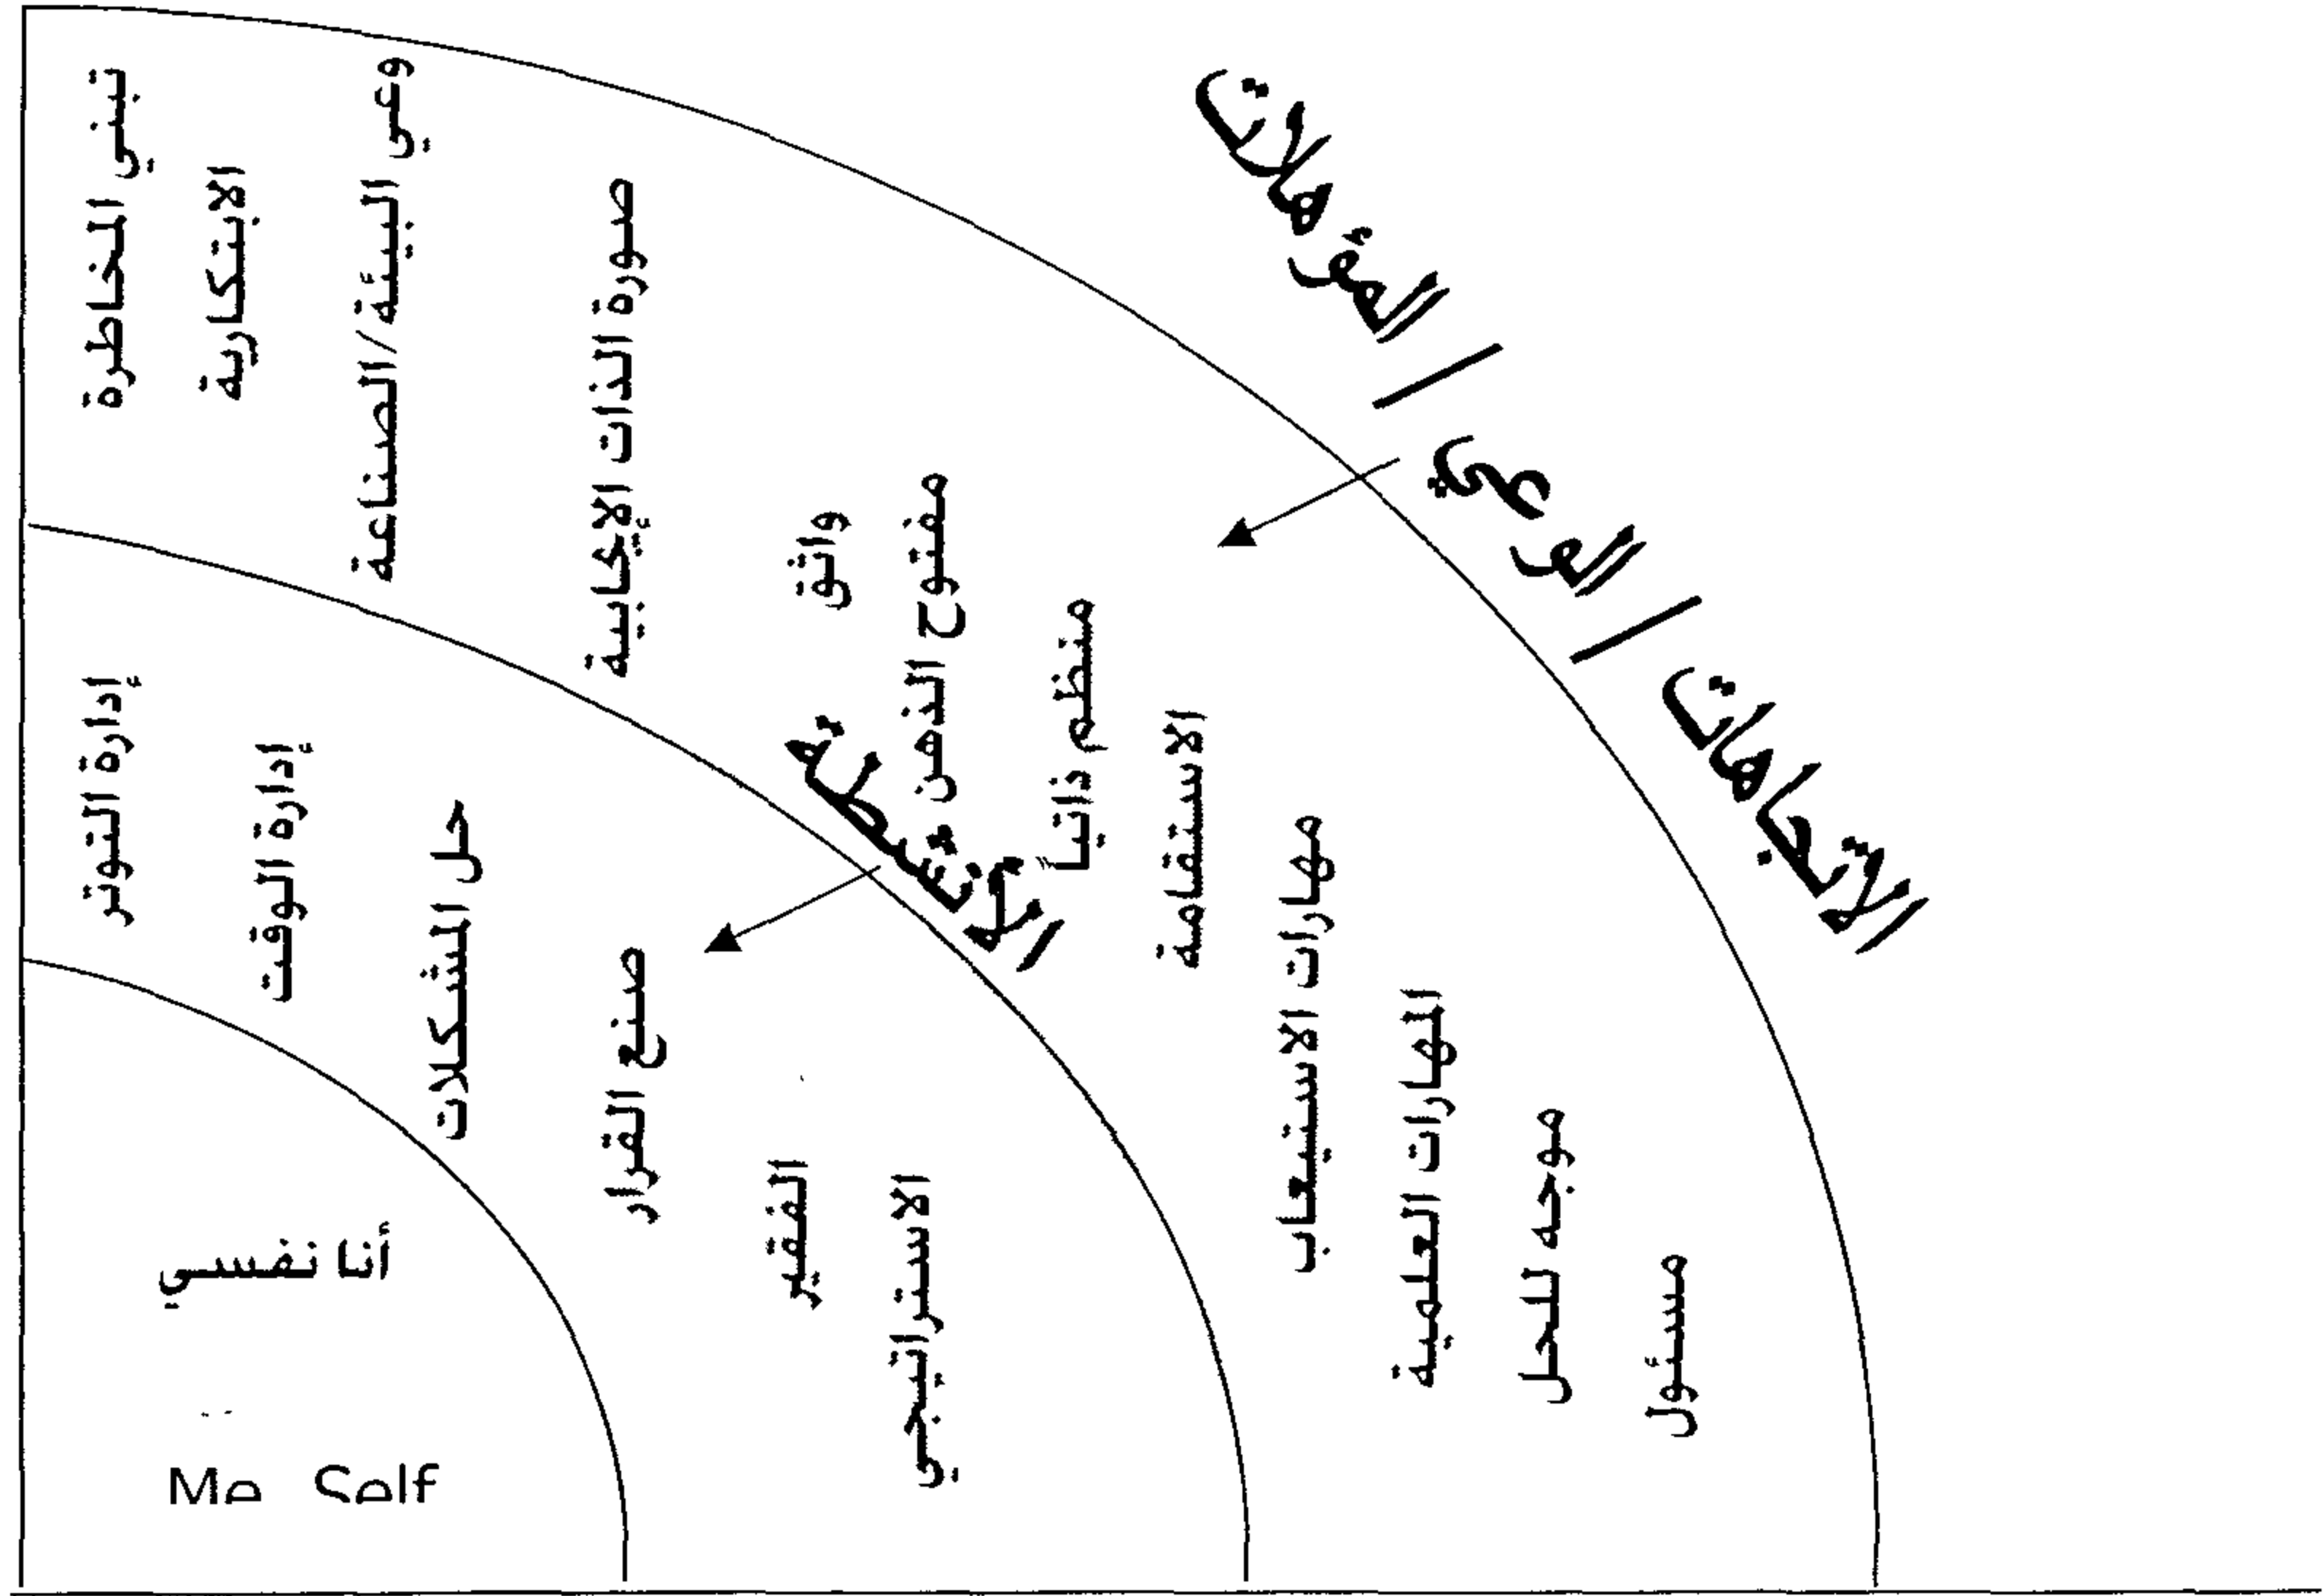 الاتجاهات / الوعي / المؤهلات
تبني المخاطرة
الابتكارية
وعي البيئة/الصناعة
صورة الذات الإيجابية
واثق
مفتوح الذهن
منظم ذاتياً
الاستقامة
مهارات الاستيعاب
المهارات العلمية
موجه للحل
مسئول
الأنشطة
إدارة التوتر
إدارة الوقت
حل المشكلات
صنع القرار
الاستراتيجي
أنا نفسي
Me Self